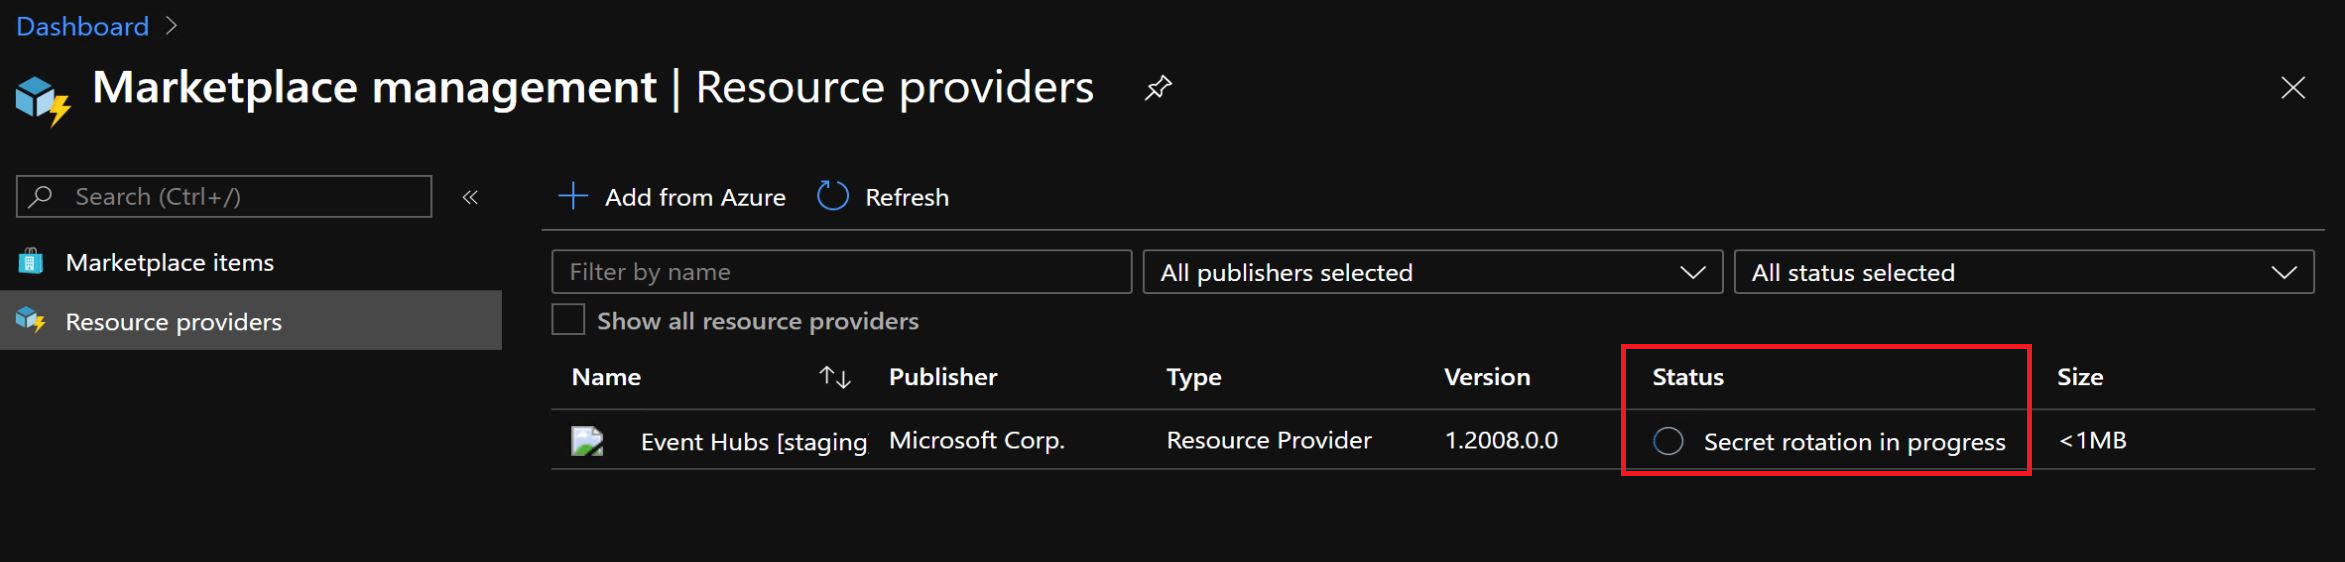 Dashboard
Marketplace management | Resource providers
Search (Ctrl+/)
Marketplace items
Resource providers
Add from Azure Refresh
Filter by name All publishers selected All status selected
Show all resource providers
Name Publisher Type Version Status Size
Event Hubs [staging Microsoft Corp. Resource Provider 1.2008.0.0 Secret rotation in progress <1MB